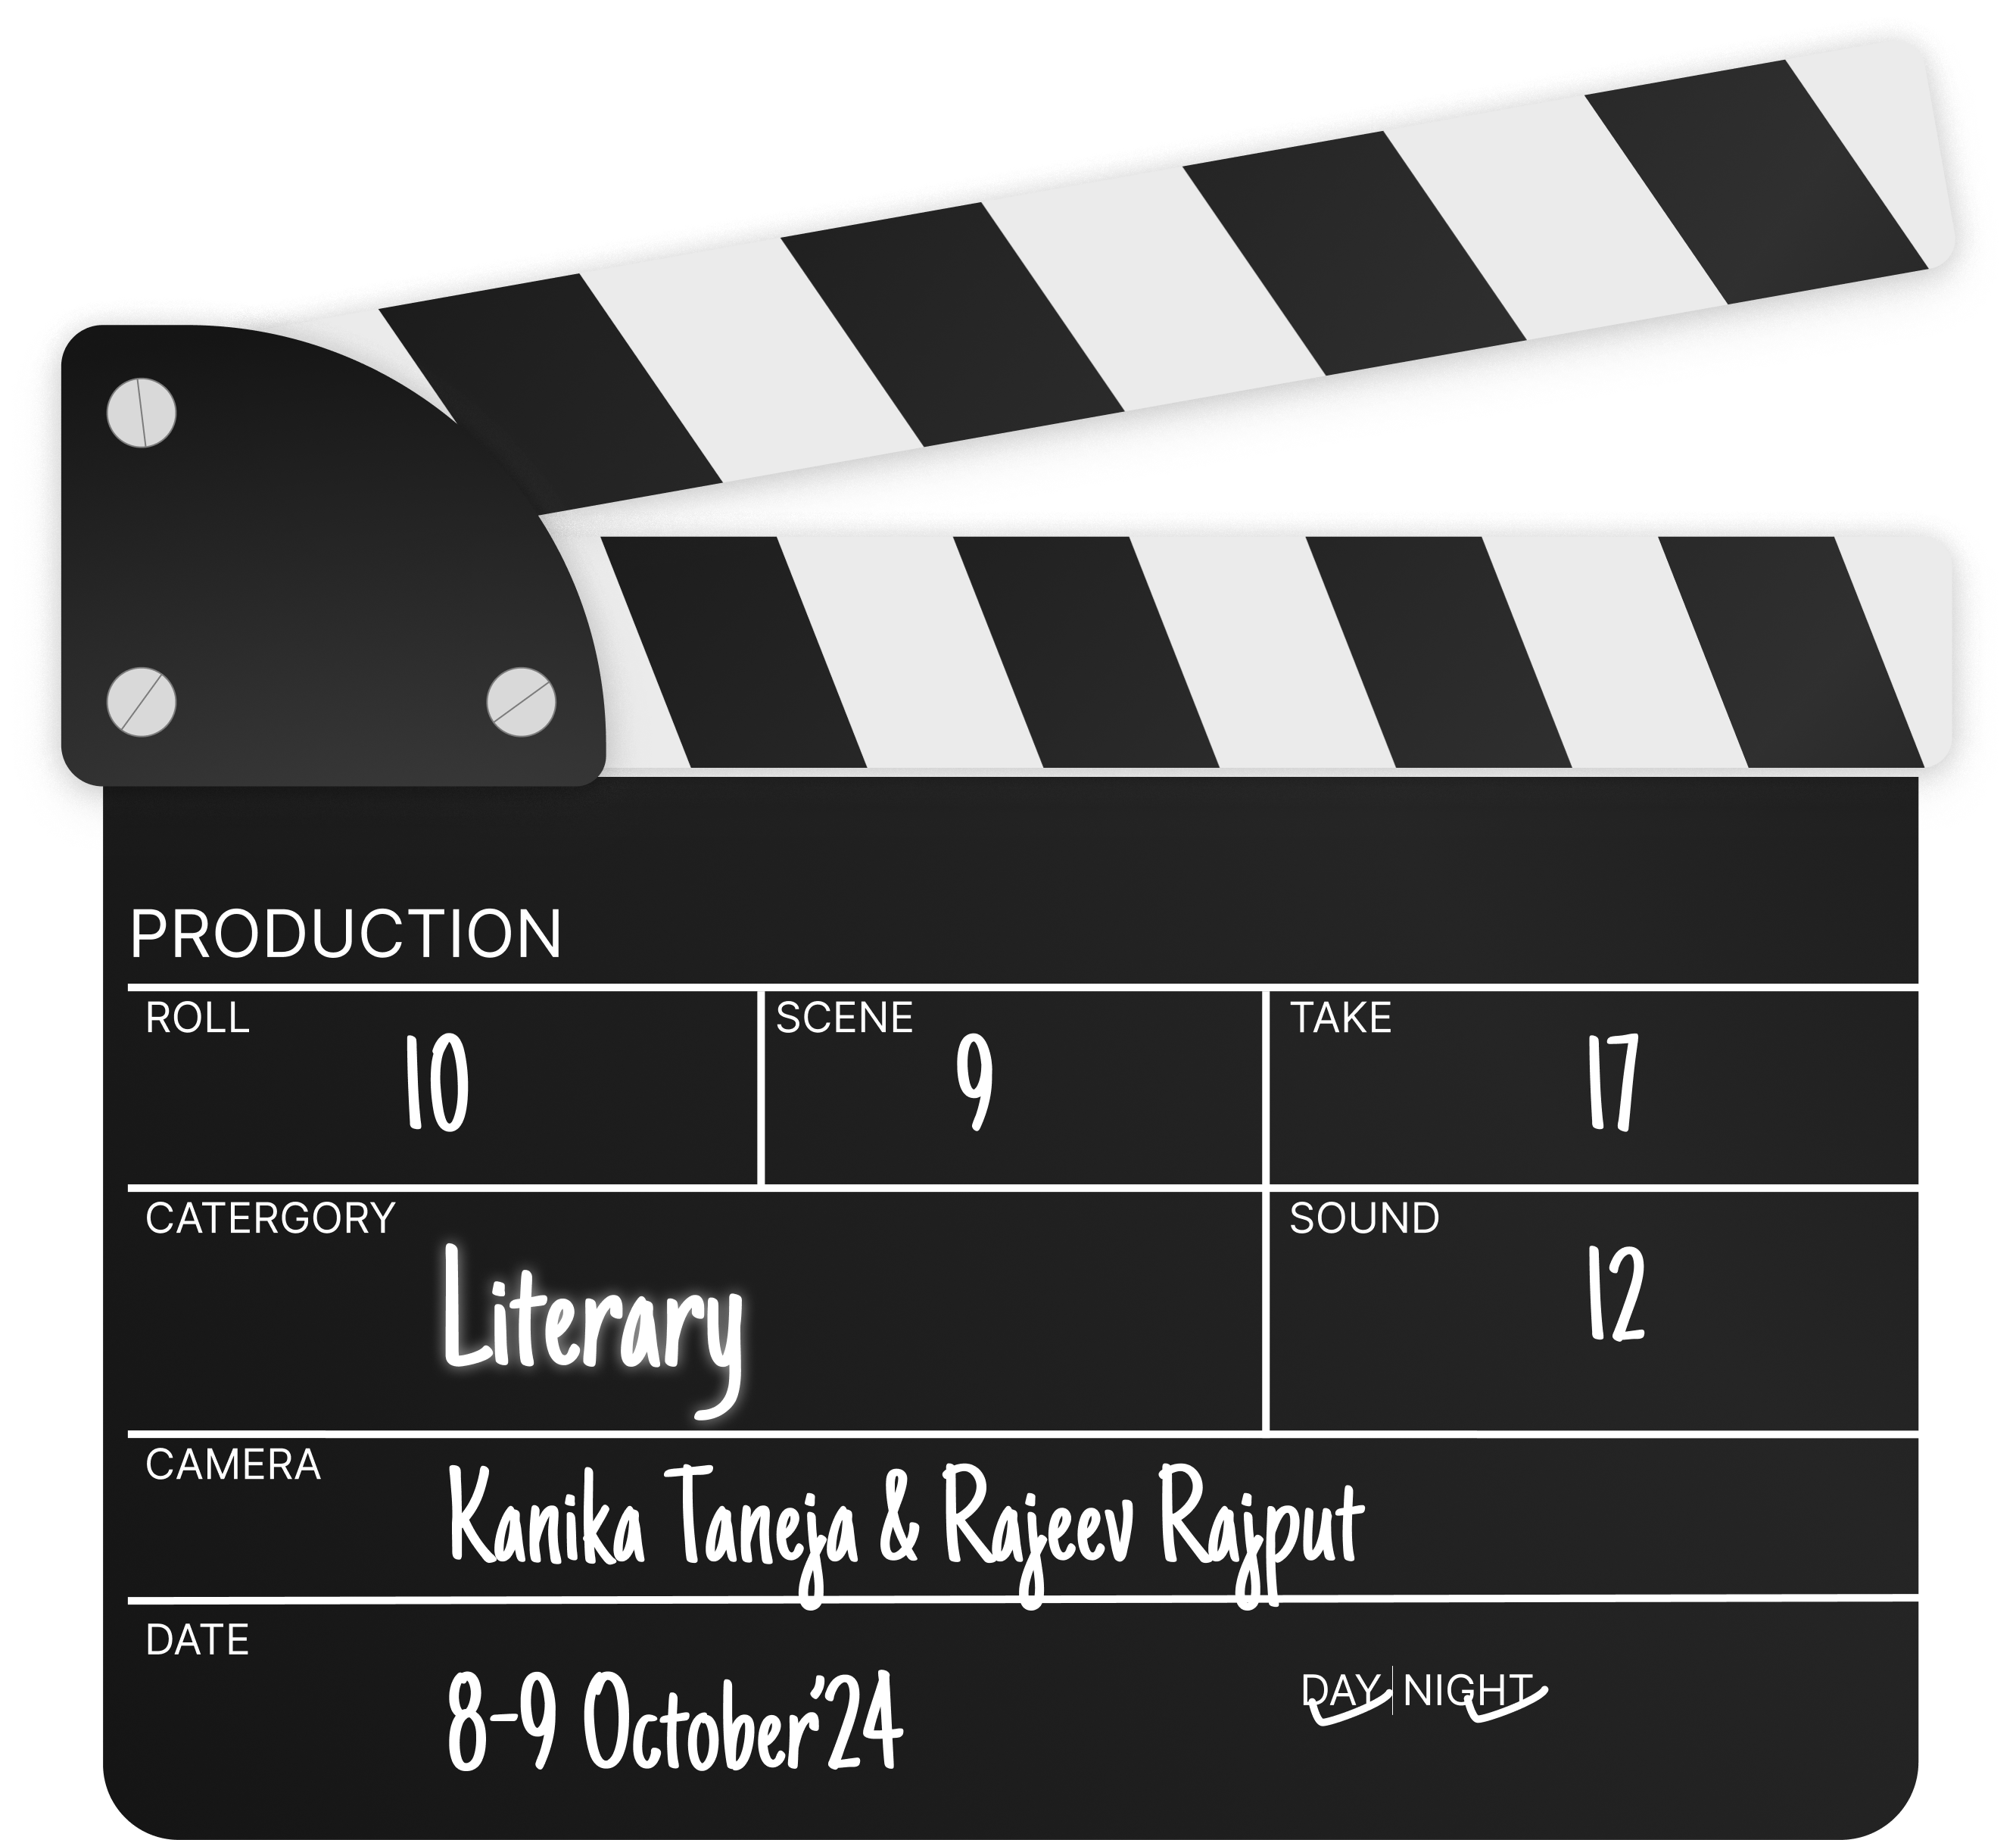 PRODUCTION
ROLL SCENE TAKE
10 9 17
CATERGORY SOUND
Literary 12
CAMERA
Kanika Taneja & Rajeev Rajput
DATE
8-9 October'24
DAY NIGHT